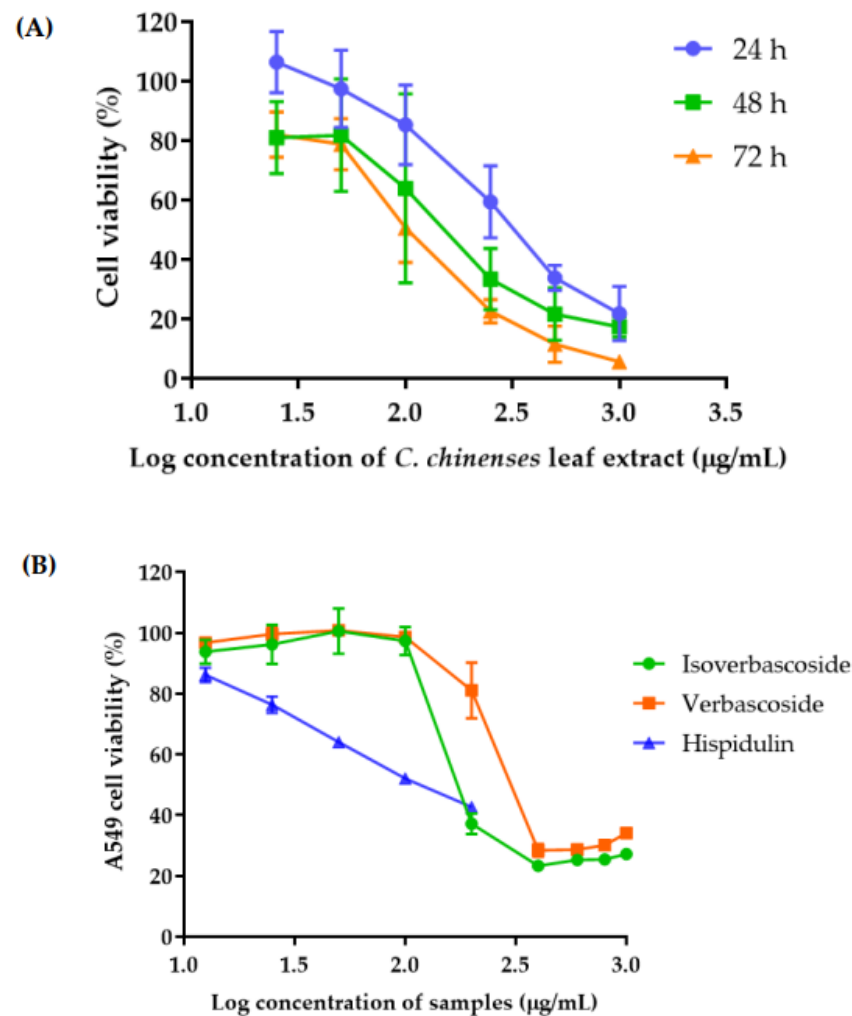 (A)
120
100
80
60
40
20
0
Cell viability (%)
24 h
48 h
72 h
1.0 1.5 2.0 2.5 3.0 3.5
Log concentration of C. chinenses leaf extract (µg/mL)
(B)
120
100
80
60
40
20
0
A549 cell viability (%)
Isoverbascoside
Verbascoside
Hispidulin
1.0 1.5 2.0 2.5 3.0
Log concentration of samples (µg/mL)